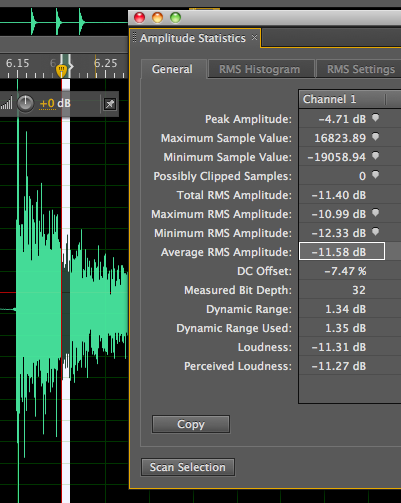 Amplitude Statistics ×
6.15 6. 6.25
General RMS Histogram RMS Settings
+0 dB
Channel 1
Peak Amplitude: -4.71 dB
Maximum Sample Value: 16823.89
Minimum Sample Value: -19058.94
Possibly Clipped Samples: 0
Total RMS Amplitude: -11.40 dB
Maximum RMS Amplitude: -10.99 dB
Minimum RMS Amplitude: -12.33 dB
Average RMS Amplitude: -11.58 dB
DC Offset: -7.47 %
Measured Bit Depth: 32
Dynamic Range: 1.34 dB
Dynamic Range Used: 1.35 dB
Loudness: -11.31 dB
Perceived Loudness: -11.27 dB
Copy
Scan Selection